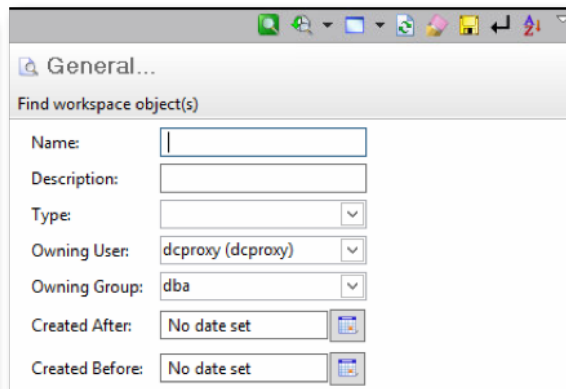 General...
Find workspace object(s)
Name:
Description:
Type:
Owning User: dcproxy (dcproxy)
Owning Group: dba
Created After: No date set
Created Before: No date set